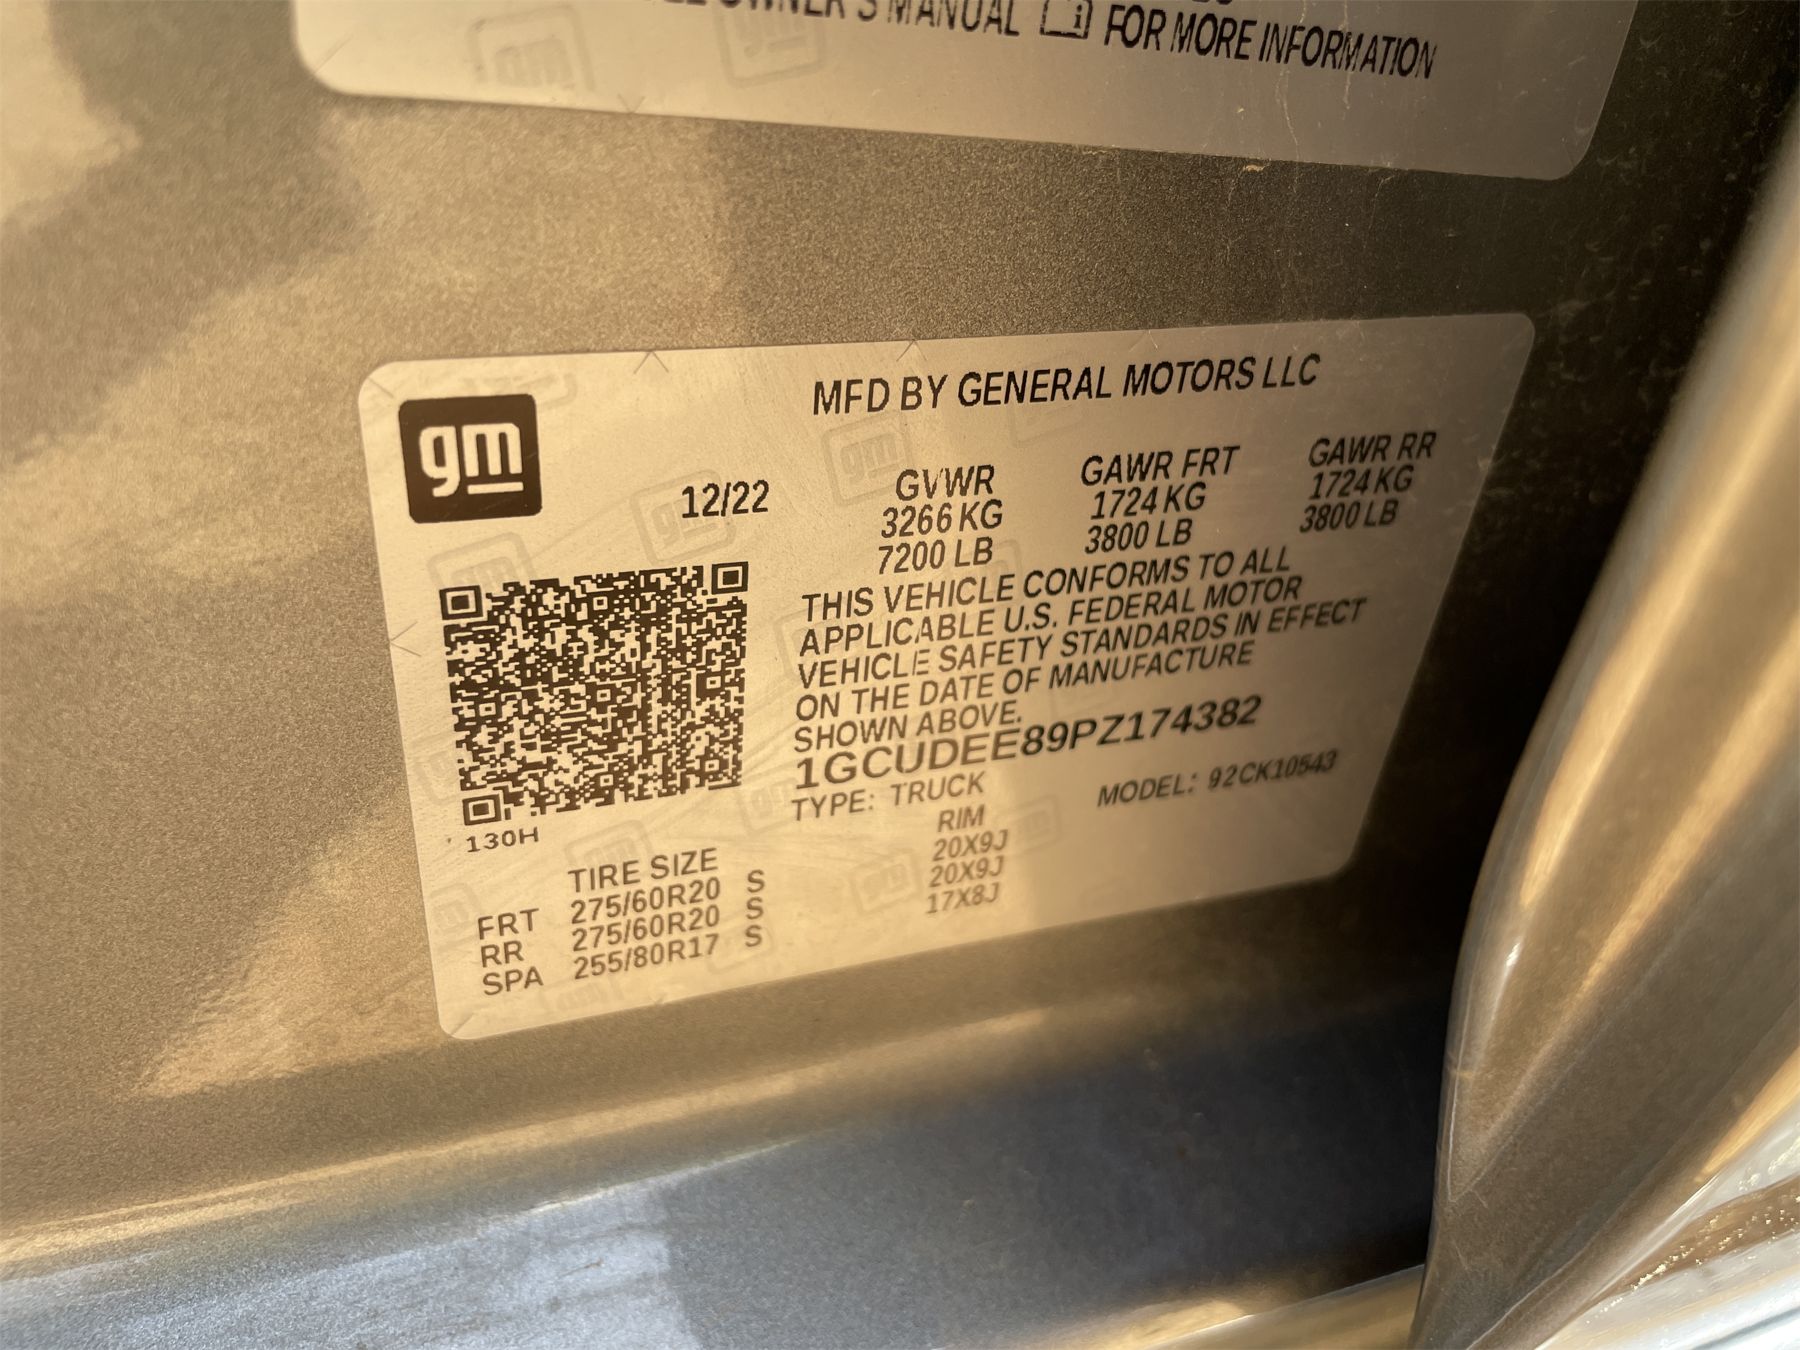 OWNER'S MANUAL FOR MORE INFORMATION
MFD BY GENERAL MOTORS LLC
gm
12/22
GVWR GAWR FRT GAWR RR
3266 KG 1724 KG 1724 KG
7200 LB 3800 LB 3800 LB
THIS VEHICLE CONFORMS TO ALL
APPLICABLE U.S. FEDERAL MOTOR
VEHICLE SAFETY STANDARDS IN EFFECT
ON THE DATE OF MANUFACTURE
SHOWN ABOVE.
1GCUDEE89PZ174382
TYPE: TRUCK MODEL: 92CK10543
130H
TIRE SIZE RIM
FRT 275/60R20 S 20X9J
RR 275/60R20 S 20X9J
SPA 255/80R17 S 17X8J